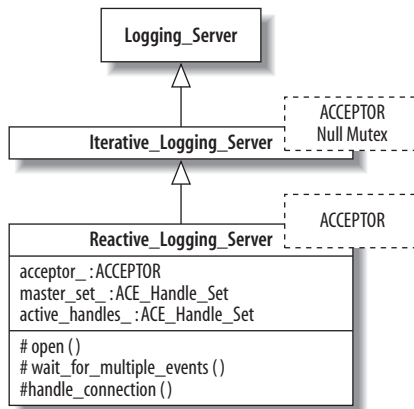 Logging_Server
ACCEPTOR
Null Mutex
Iterative_Logging_Server
ACCEPTOR
Reactive_Logging_Server
acceptor_ : ACCEPTOR
master_set_ : ACE_Handle_Set
active_handles_ : ACE_Handle_Set
# open ( )
# wait_for_multiple_events ( )
#handle_connection ( )